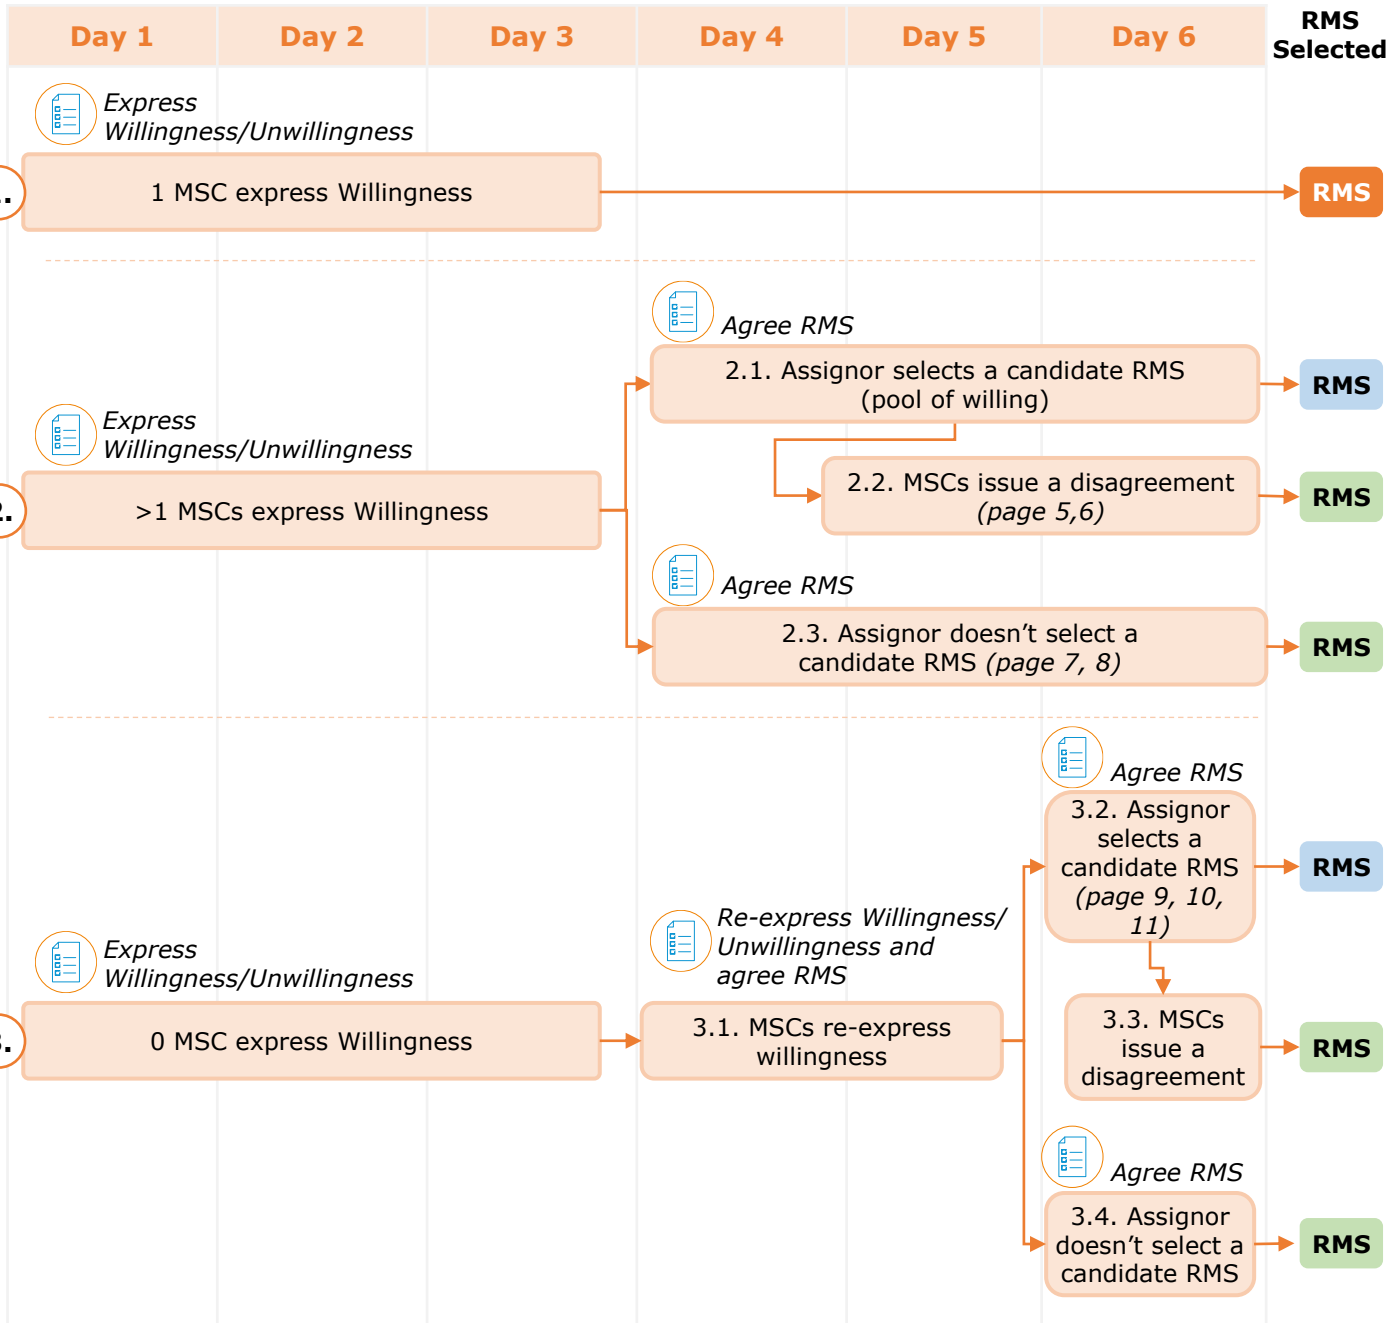 Day 1
Day 2
Day 3
Day 4
Day 5
Day 6
RMS
Selected
Express
Willingness/Unwillingness
1 MSC express Willingness
RMS
Agree RMS
2.1. Assignor selects a candidate RMS
(pool of willing)
RMS
Express
Willingness/Unwillingness
2.
>1 MSCs express Willingness
2.2. MSCs issue a disagreement
(page 5,6)
RMS
Agree RMS
2.3. Assignor doesn’t select a
candidate RMS (page 7, 8)
RMS
Agree RMS
3.2. Assignor
selects a
candidate RMS
(page 9, 10,
11)
RMS
Express
Willingness/Unwillingness
Re-express Willingness/
Unwillingness and
agree RMS
3.
0 MSC express Willingness
3.1. MSCs re-express
willingness
3.3. MSCs
issue a
disagreement
RMS
Agree RMS
3.4. Assignor
doesn’t select a
candidate RMS
RMS